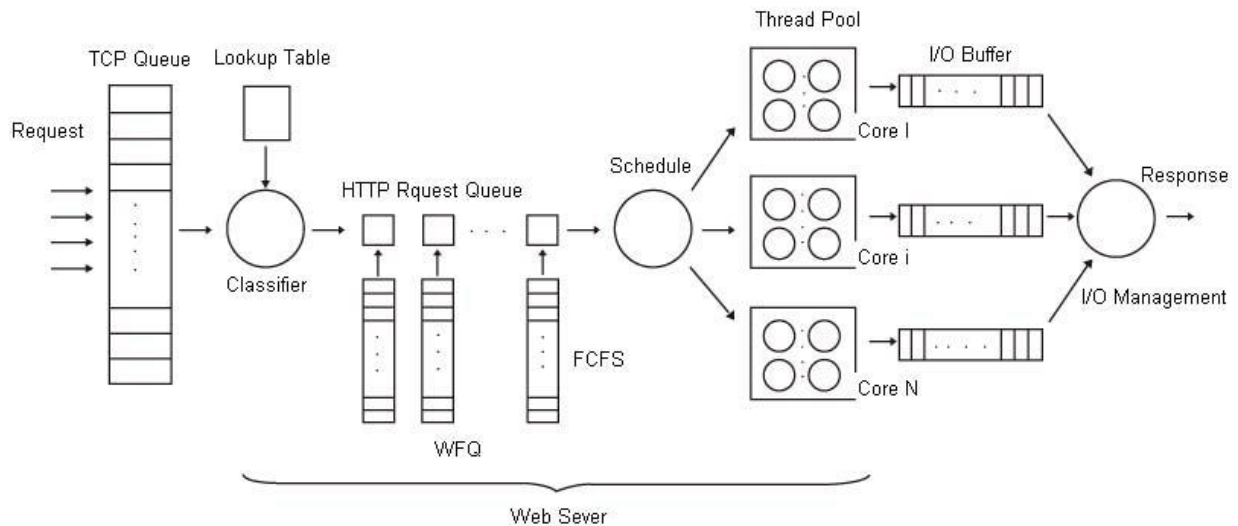 Thread Pool
TCP Queue
Lookup Table
I/O Buffer
Request
Core I
Schedule
HTTP Rquest Queue
Response
Classifier
Core i
I/O Management
FCFS
Core N
WFQ
Web Sever